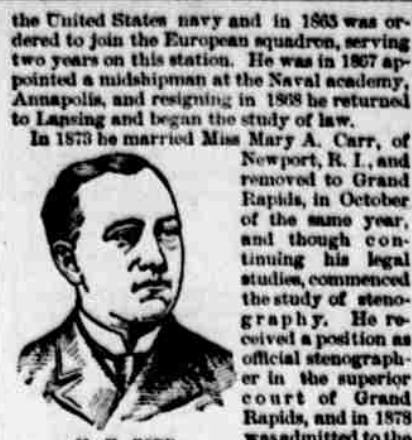 the United States navy and in 1865 was or-
dered to join the European squadron, serving
two years on this station. He was in 1867 ap-
pointed a midshipman at the Naval academy,
Annapolis, and resigning in 1868 he returned
to Lansing and began the study of law.
In 1873 he married Miss Mary A. Carr, of
Newport, R. I., and
removed to Grand
Rapids, in October
of the same year,
and though con-
tinuing his legal
studies, commenced
the study of steno-
graphy. He re-
ceived a position as
official stenograph-
er in the superior
court of Grand
Rapids, and in 1878
was admitted to the